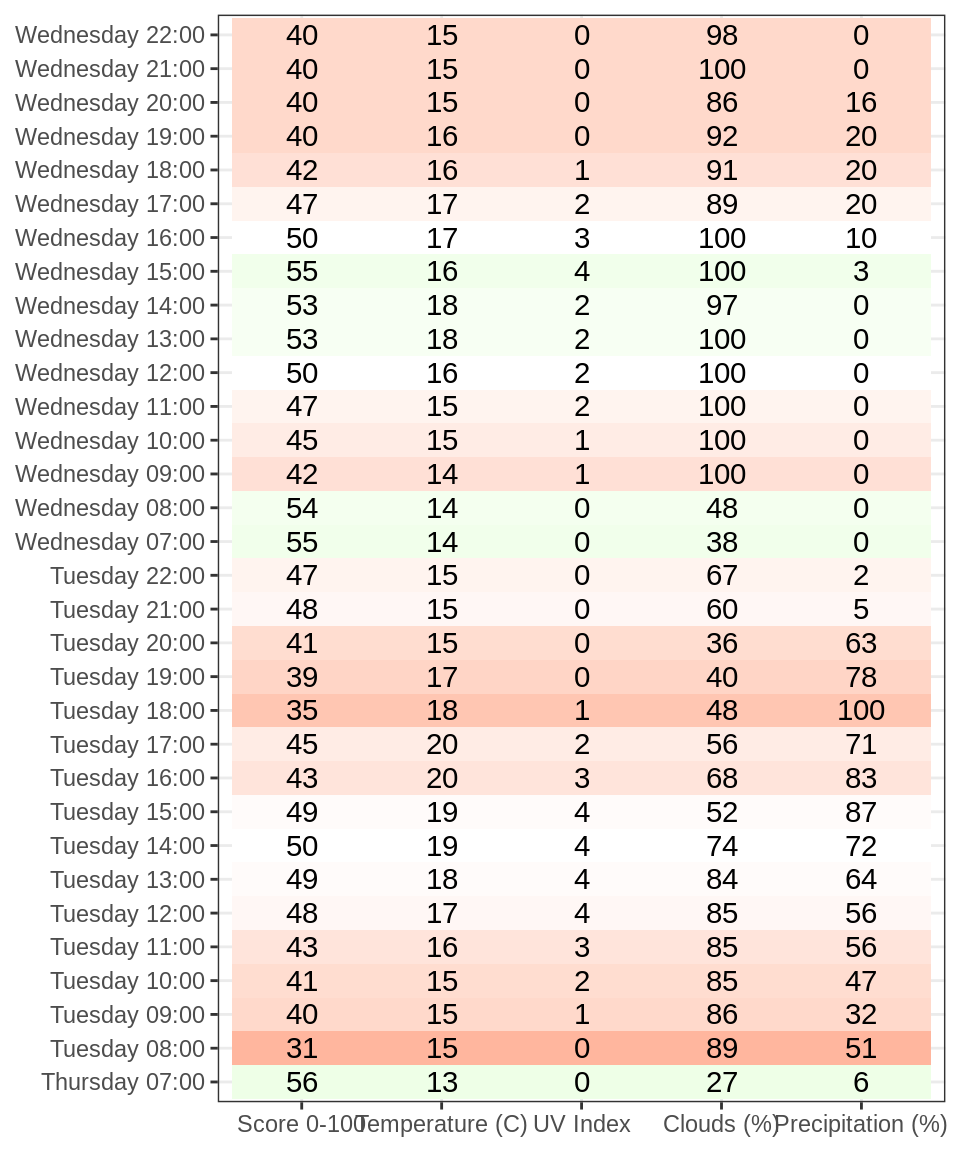 Wednesday 22:00 40 15 0 98 0
Wednesday 21:00 40 15 0 100 0
Wednesday 20:00 40 15 0 86 16
Wednesday 19:00 40 16 0 92 20
Wednesday 18:00 42 16 1 91 20
Wednesday 17:00 47 17 2 89 20
Wednesday 16:00 50 17 3 100 10
Wednesday 15:00 55 16 4 100 3
Wednesday 14:00 53 18 2 97 0
Wednesday 13:00 53 18 2 100 0
Wednesday 12:00 50 16 2 100 0
Wednesday 11:00 47 15 2 100 0
Wednesday 10:00 45 15 1 100 0
Wednesday 09:00 42 14 1 100 0
Wednesday 08:00 54 14 0 48 0
Wednesday 07:00 55 14 0 38 0
Tuesday 22:00 47 15 0 67 2
Tuesday 21:00 48 15 0 60 5
Tuesday 20:00 41 15 0 36 63
Tuesday 19:00 39 17 0 40 78
Tuesday 18:00 35 18 1 48 100
Tuesday 17:00 45 20 2 56 71
Tuesday 16:00 43 20 3 68 83
Tuesday 15:00 49 19 4 52 87
Tuesday 14:00 50 19 4 74 72
Tuesday 13:00 49 18 4 84 64
Tuesday 12:00 48 17 4 85 56
Tuesday 11:00 43 16 3 85 56
Tuesday 10:00 41 15 2 85 47
Tuesday 09:00 40 15 1 86 32
Tuesday 08:00 31 15 0 89 51
Thursday 07:00 56 13 0 27 6
Score 0-100 Temperature (C) UV Index Clouds (%) Precipitation (%)